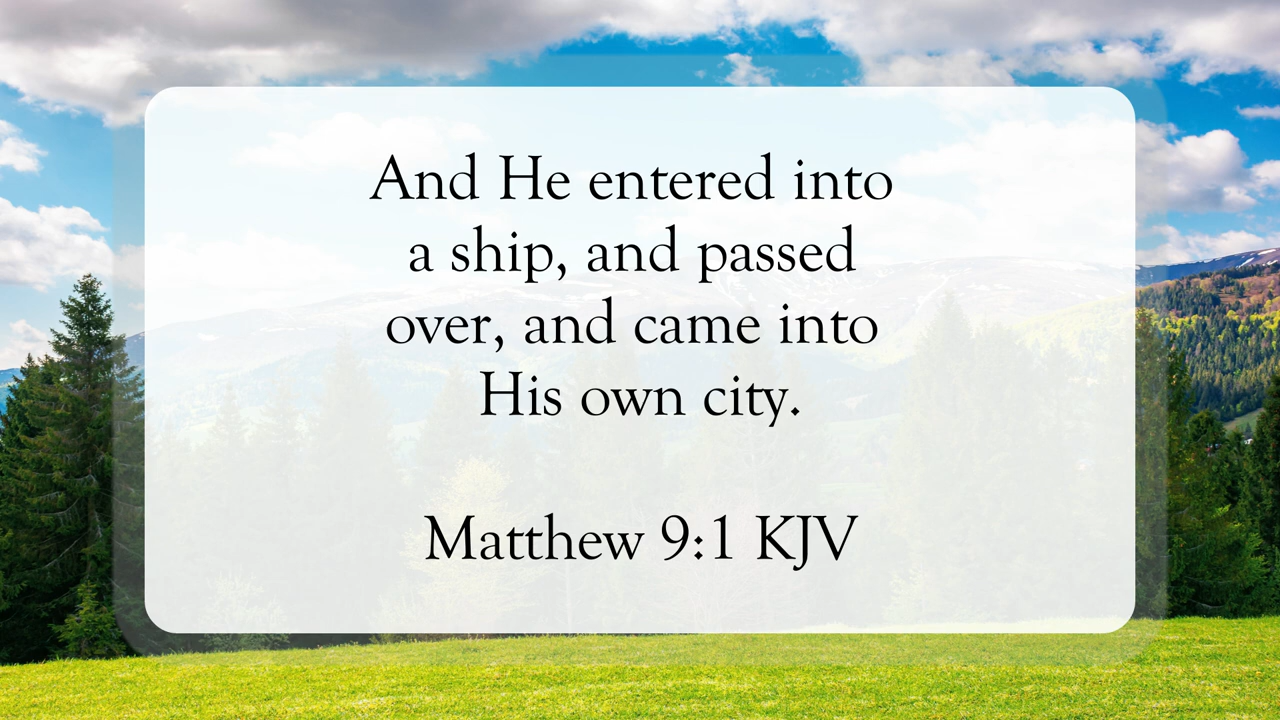 And He entered into
a ship, and passed
over, and came into
His own city.
Matthew 9:1 KJV